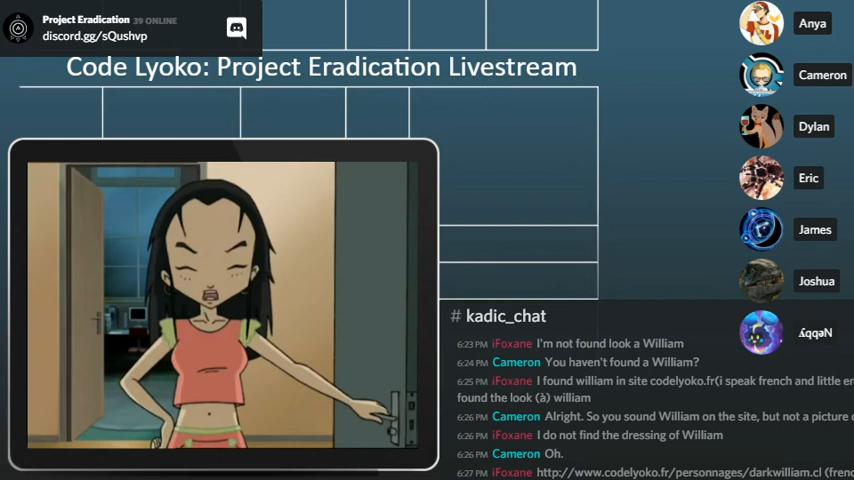 Project Eradication 39 ONLINE
discord.gg/sQushvp
Code Lyoko: Project Eradication Livestream
Anya
Cameron
Dylan
Eric
James
Joshua
Neppy
# kadic_chat
6:23 PM iFoxane I'm not found look a William
6:24 PM Cameron You haven't found a William?
6:25 PM iFoxane I found william in site codelyoko.fr(i speak french and little en
found the look (à) william
6:26 PM Cameron Alright. So you sound William on the site, but not a picture o
6:26 PM iFoxane I do not find the dressing of William
6:26 PM Cameron Oh.
6:27 PM iFoxane http://www.codelyoko.fr/personnages/darkwilliam.cl (frenc